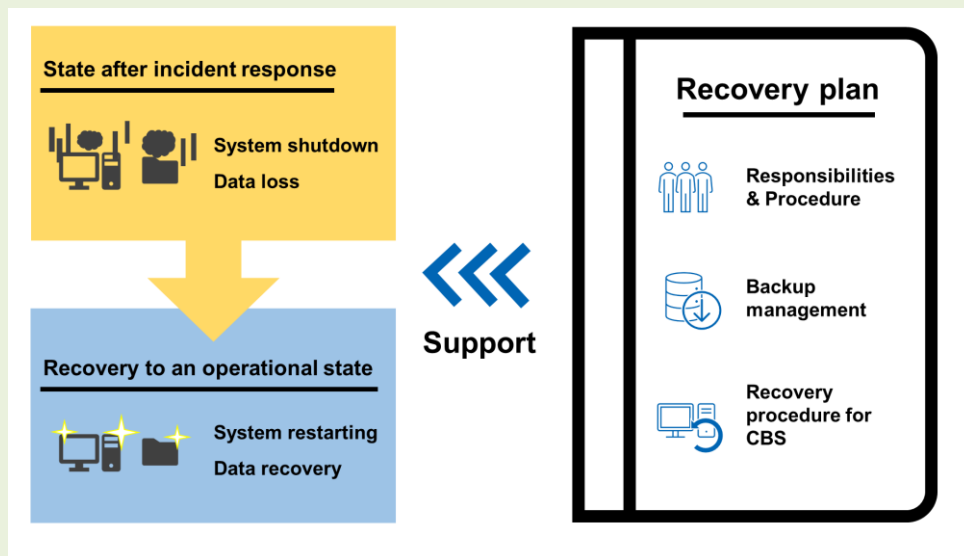 State after incident response
System shutdown
Data loss
Recovery to an operational state
System restarting
Data recovery
Support
Recovery plan
Responsibilities
& Procedure
Backup
management
Recovery
procedure for
CBS